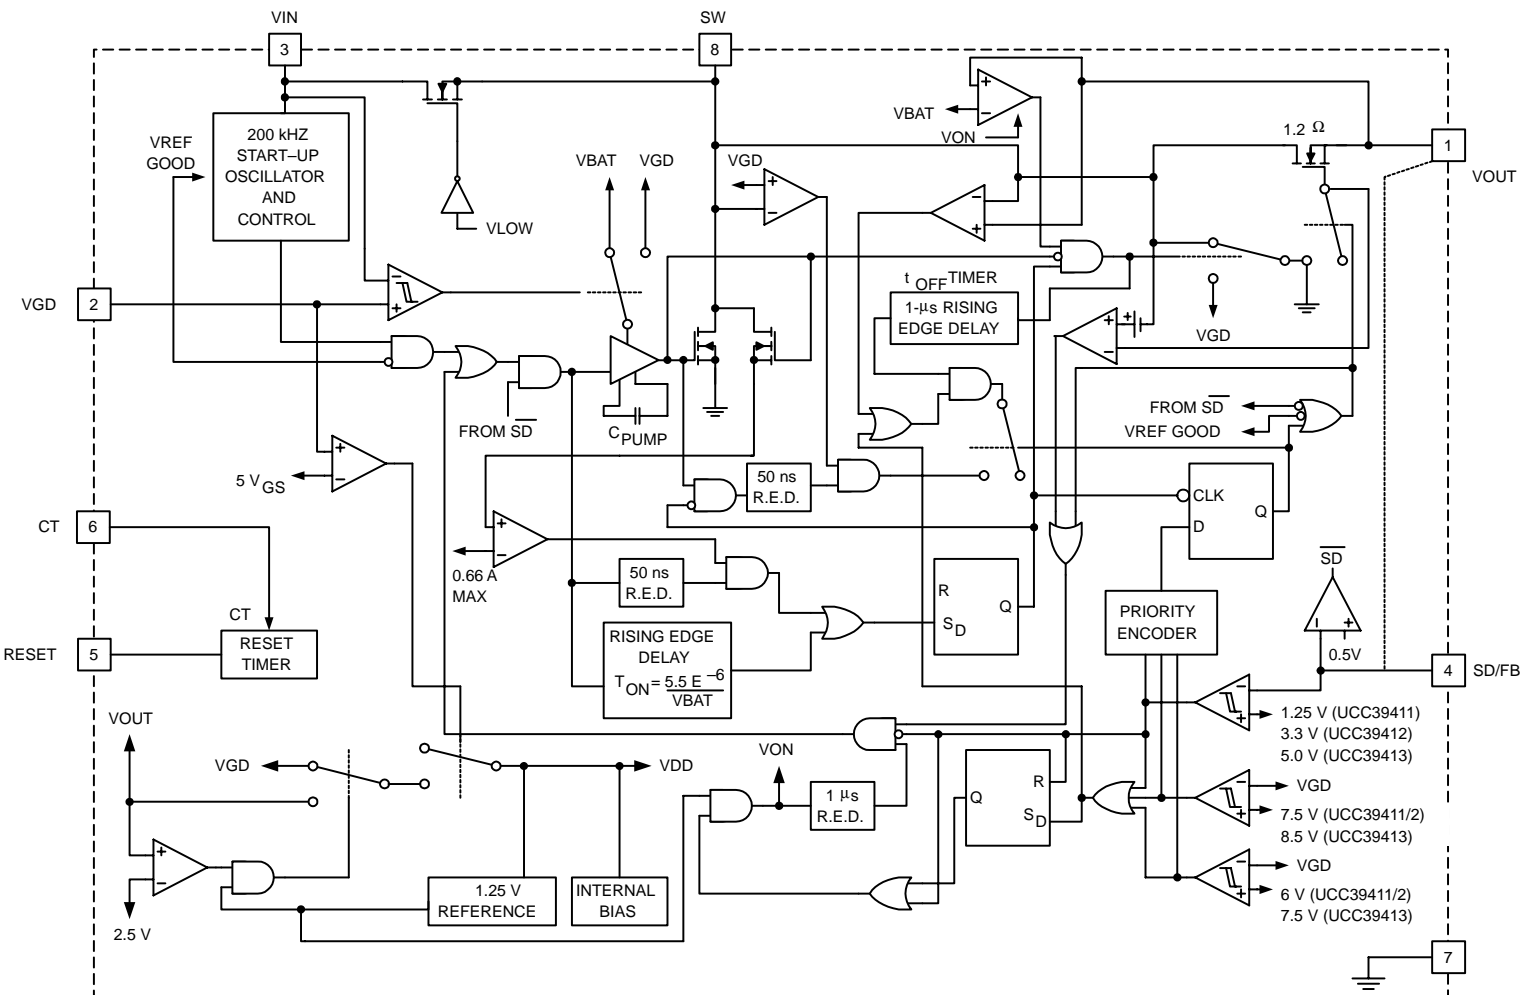 VIN
SW
3
8
200 kHZ
START–UP
OSCILLATOR
AND
CONTROL
VREF
GOOD
VLOW
VBAT
VGD
VGD
+
−
VBAT
+
−
VON
1.2 Ω
1
VOUT
−
+
VGD
2
−
+
t OFF TIMER
1-μs RISING
EDGE DELAY
+
+
−
VGD
FROM SD
CPUMP
FROM SD
VREF GOOD
5 VGS
+
−
50 ns
R.E.D.
CLK
D
Q
CT
6
+
−
0.66 A
MAX
50 ns
R.E.D.
R
SD
Q
SD
− +
0.5V
PRIORITY
ENCODER
CT
RESET
5
RESET
TIMER
RISING EDGE
DELAY
TON = 5.5 E −6
VBAT
4
SD/FB
−
+
1.25 V (UCC39411)
3.3 V (UCC39412)
5.0 V (UCC39413)
VOUT
VGD
VDD
VON
1 μs
R.E.D.
Q
R
SD
−
+
VGD
7.5 V (UCC39411/2)
8.5 V (UCC39413)
+
−
2.5 V
1.25 V
REFERENCE
INTERNAL
BIAS
−
+
VGD
6 V (UCC39411/2)
7.5 V (UCC39413)
7